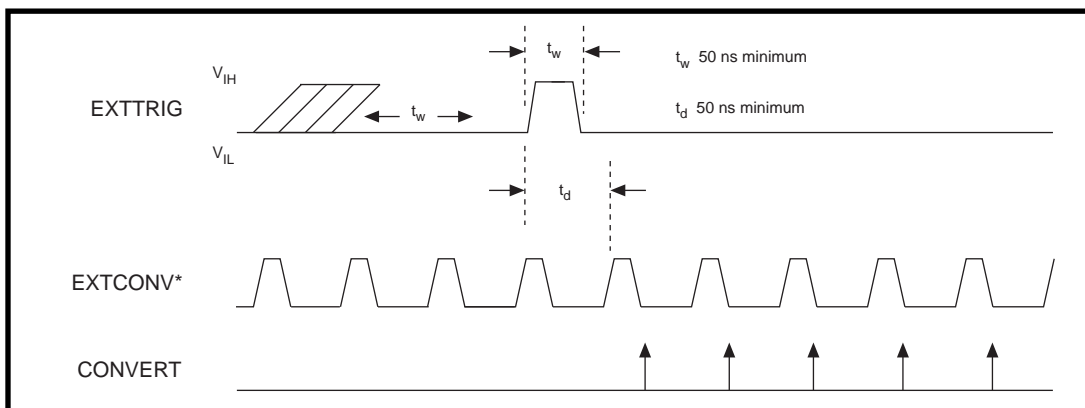 t_w
t_w 50 ns minimum
V_IH
EXTTRIG
t_w
t_d 50 ns minimum
V_IL
t_d
EXTCONV*
CONVERT